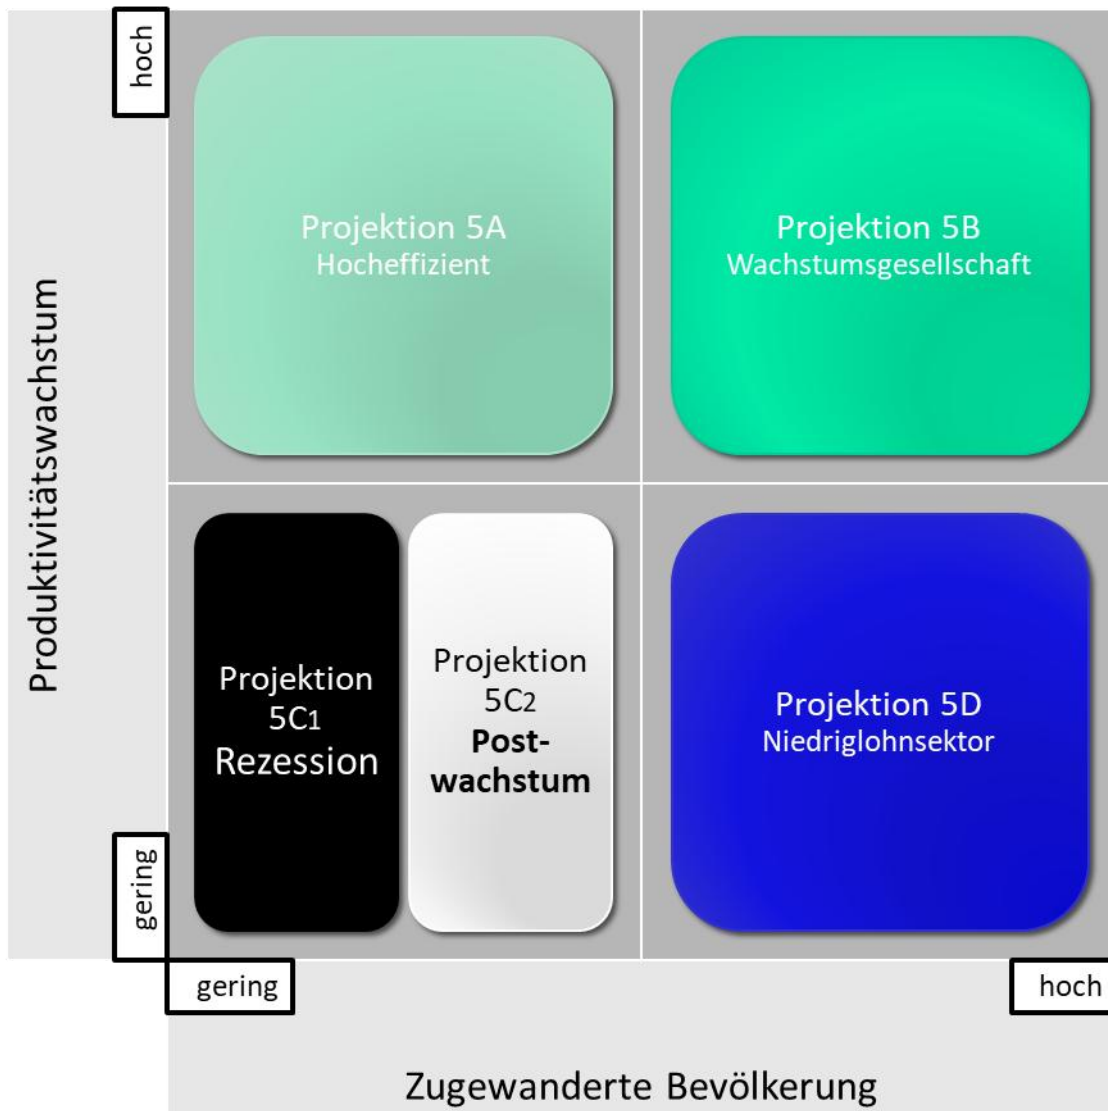 hoch
Produktivitätswachstum
Projektion 5A
Hocheffizient
Projektion 5B
Wachstumsgesellschaft
Projektion
5C1
Rezession
Projektion
5C2
Post-
wachstum
Projektion 5D
Niedriglohnsektor
gering
gering
hoch
Zugewanderte Bevölkerung